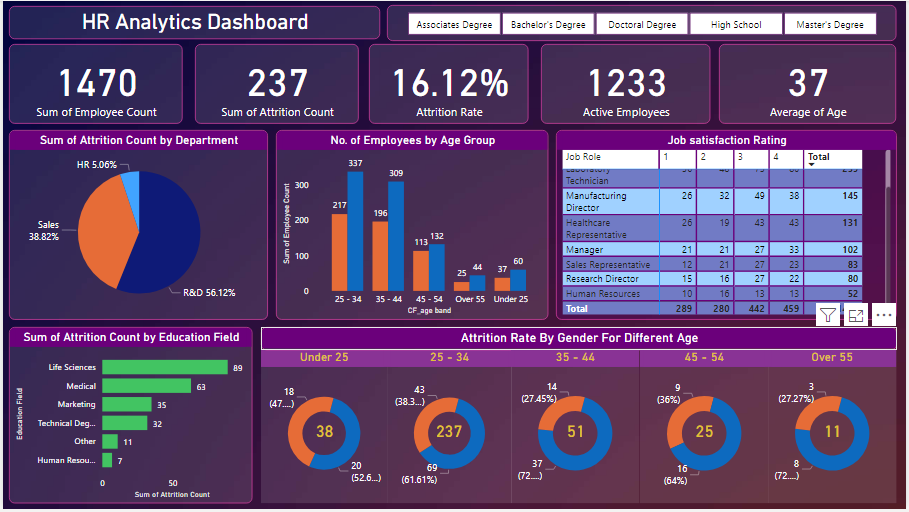 HR Analytics Dashboard
Associates Degree
Bachelor's Degree
Doctoral Degree
High School
Master's Degree
1470
Sum of Employee Count
237
Sum of Attrition Count
16.12%
Attrition Rate
1233
Active Employees
37
Average of Age
Sum of Attrition Count by Department
HR 5.06%
Sales
38.82%
R&D 56.12%
No. of Employees by Age Group
Sum of Employee Count
300
200
100
0
217
337
196
309
113
132
25
44
37
60
25 - 34
35 - 44
45 - 54
Over 55
Under 25
CF_age band
Job satisfaction Rating
Job Role 1 2 3 4 Total
Technician
Manufacturing 26 32 49 38 145
Director
Healthcare 26 19 43 43 131
Representative
Manager 21 21 27 33 102
Sales Representative 12 21 27 23 83
Research Director 15 16 27 22 80
Human Resources 10 16 13 13 52
Total 289 280 442 459
Sum of Attrition Count by Education Field
Education Field
Life Sciences 89
Medical 63
Marketing 35
Technical Deg... 32
Other 11
Human Resou... 7
0 50
Sum of Attrition Count
Attrition Rate By Gender For Different Age
Under 25
25 - 34
35 - 44
45 - 54
Over 55
18
(47....)
38
20
(52.6...)
43
(38.3...)
237
69
(61.61%)
14
(27.45%)
51
37
(72....)
9
(36%)
25
16
(64%)
3
(27.27%)
11
8
(72....)